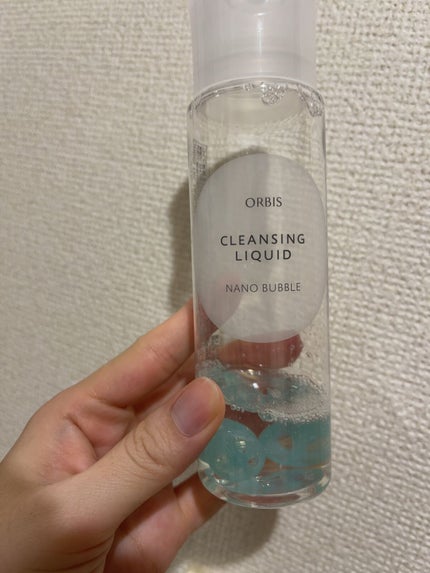 ORBIS
CLEANSING
LIQUID
NANO BUBBLE